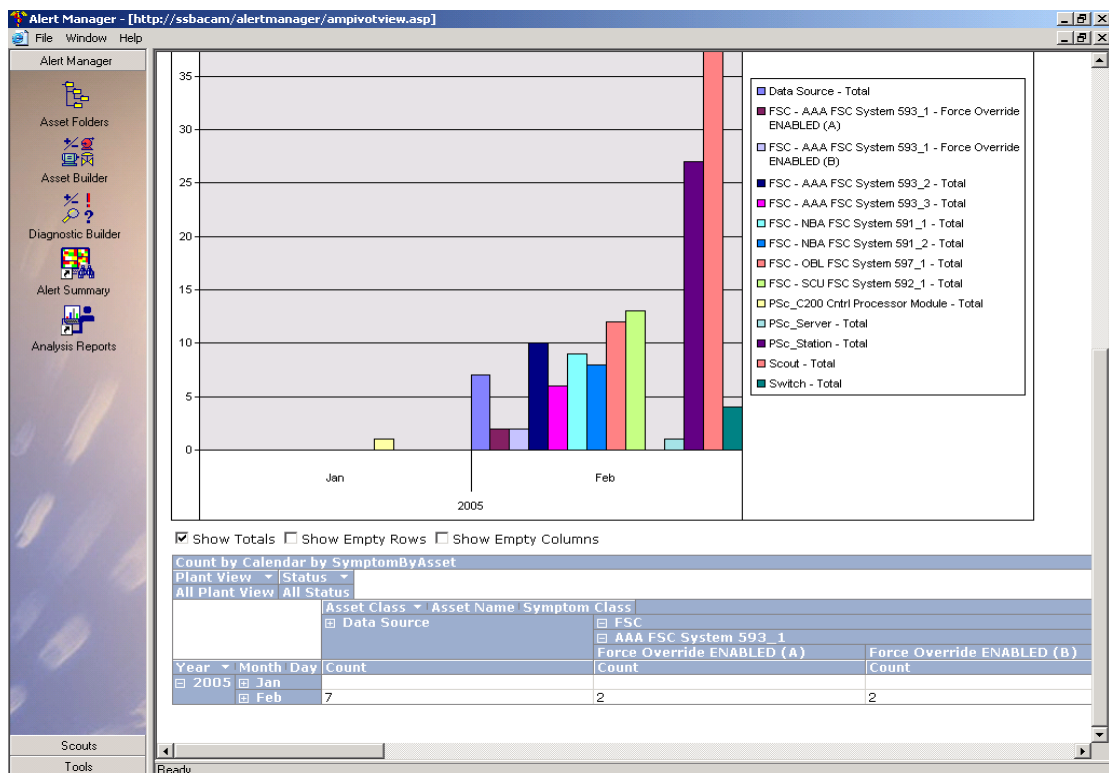 Alert Manager - [http://ssbacam/alertmanager/ampivotview.asp]
File Window Help
Alert Manager
Asset Folders
Asset Builder
Diagnostic Builder
Alert Summary
Analysis Reports
Scouts
Tools
35
30
25
20
15
10
5
0
Jan
Feb
2005
Data Source - Total
FSC - AAA FSC System 593_1 - Force Override
ENABLED (A)
FSC - AAA FSC System 593_1 - Force Override
ENABLED (B)
FSC - AAA FSC System 593_2 - Total
FSC - AAA FSC System 593_3 - Total
FSC - NBA FSC System 591_1 - Total
FSC - NBA FSC System 591_2 - Total
FSC - OBL FSC System 597_1 - Total
FSC - SCU FSC System 592_1 - Total
PSc_C200 Cntrl Processor Module - Total
PSc_Server - Total
PSc_Station - Total
Scout - Total
Switch - Total
Show Totals Show Empty Rows Show Empty Columns
Count by Calendar by SymptomByAsset
Plant View Status
All Plant View All Status
Asset Class Asset Name Symptom Class
Data Source FSC
AAA FSC System 593_1
Force Override ENABLED (A) Force Override ENABLED (B)
Year Month Day Count Count Count
2005 Jan
Feb 7 2 2
Ready